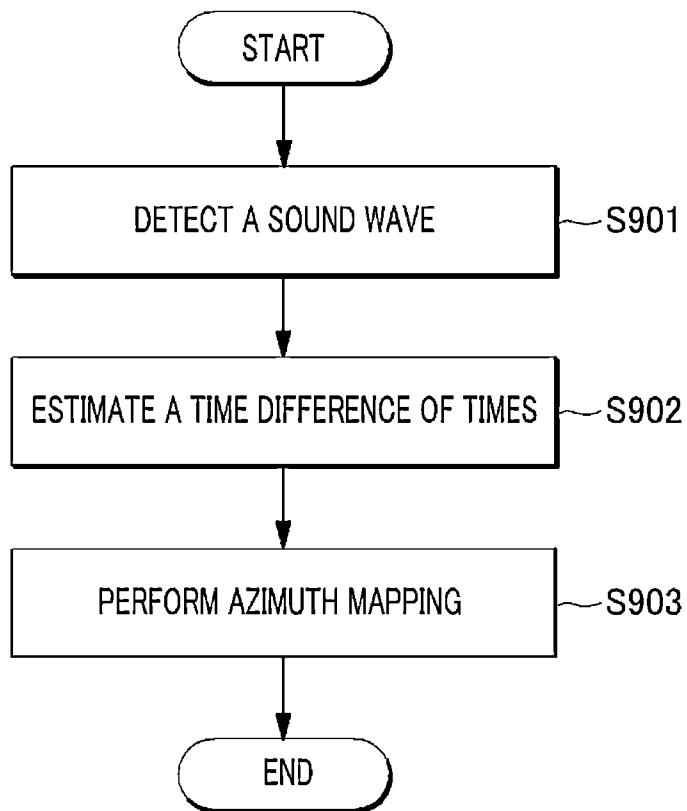 START
DETECT A SOUND WAVE
S901
ESTIMATE A TIME DIFFERENCE OF TIMES
S902
PERFORM AZIMUTH MAPPING
S903
END